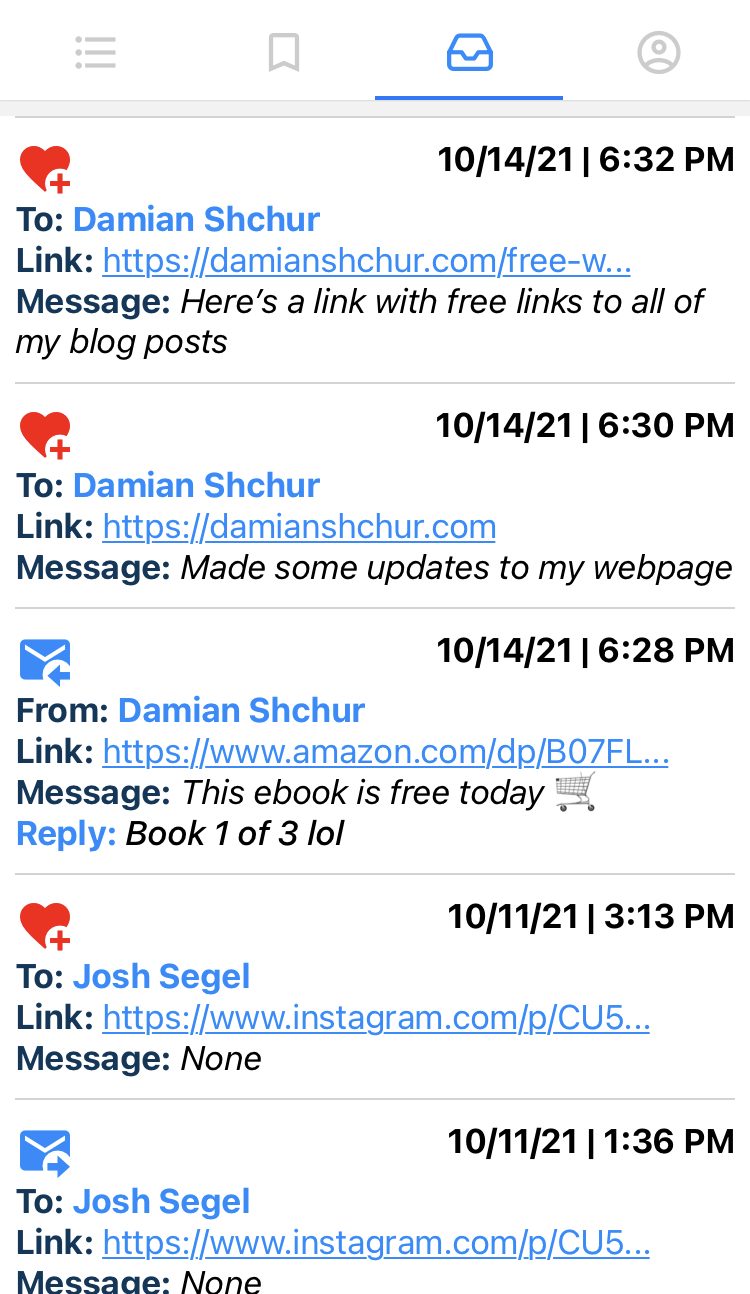 10/14/21 | 6:32 PM
To: Damian Shchur
Link: https://damianshchur.com/free-w...
Message: Here’s a link with free links to all of
my blog posts
10/14/21 | 6:30 PM
To: Damian Shchur
Link: https://damianshchur.com
Message: Made some updates to my webpage
10/14/21 | 6:28 PM
From: Damian Shchur
Link: https://www.amazon.com/dp/B07FL...
Message: This ebook is free today 🛒
Reply: Book 1 of 3 lol
10/11/21 | 3:13 PM
To: Josh Segel
Link: https://www.instagram.com/p/CU5...
Message: None
10/11/21 | 1:36 PM
To: Josh Segel
Link: https://www.instagram.com/p/CU5...
Message: None